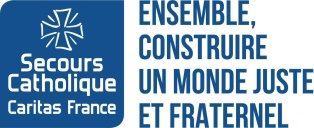 Secours
Catholique
Caritas France
ENSEMBLE,
CONSTRUIRE
UN MONDE JUSTE
ET FRATERNEL